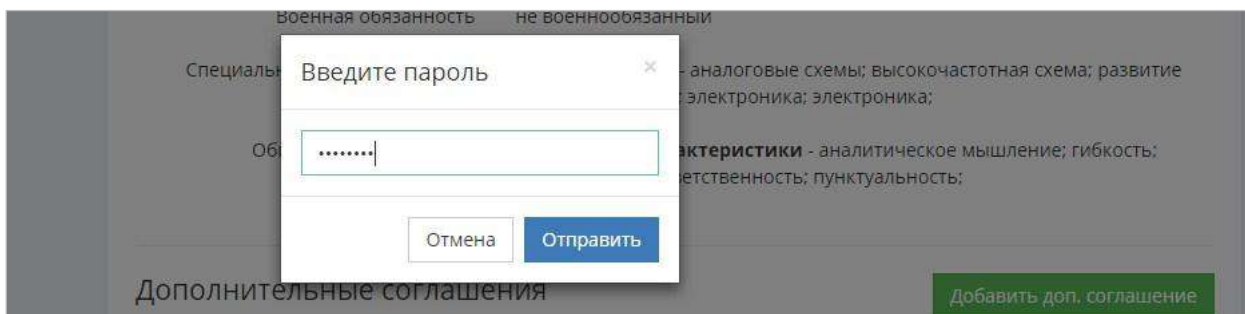 Военная обязанность не военнообязанный
Введите пароль ×
- аналоговые схемы; высокочастотная схема; развитие
электроника; электроника;
••••••••
- аналитическое мышление; гибкость;
пунктуальность;
Отмена Отправить
Дополнительные соглашения Добавить доп. соглашение